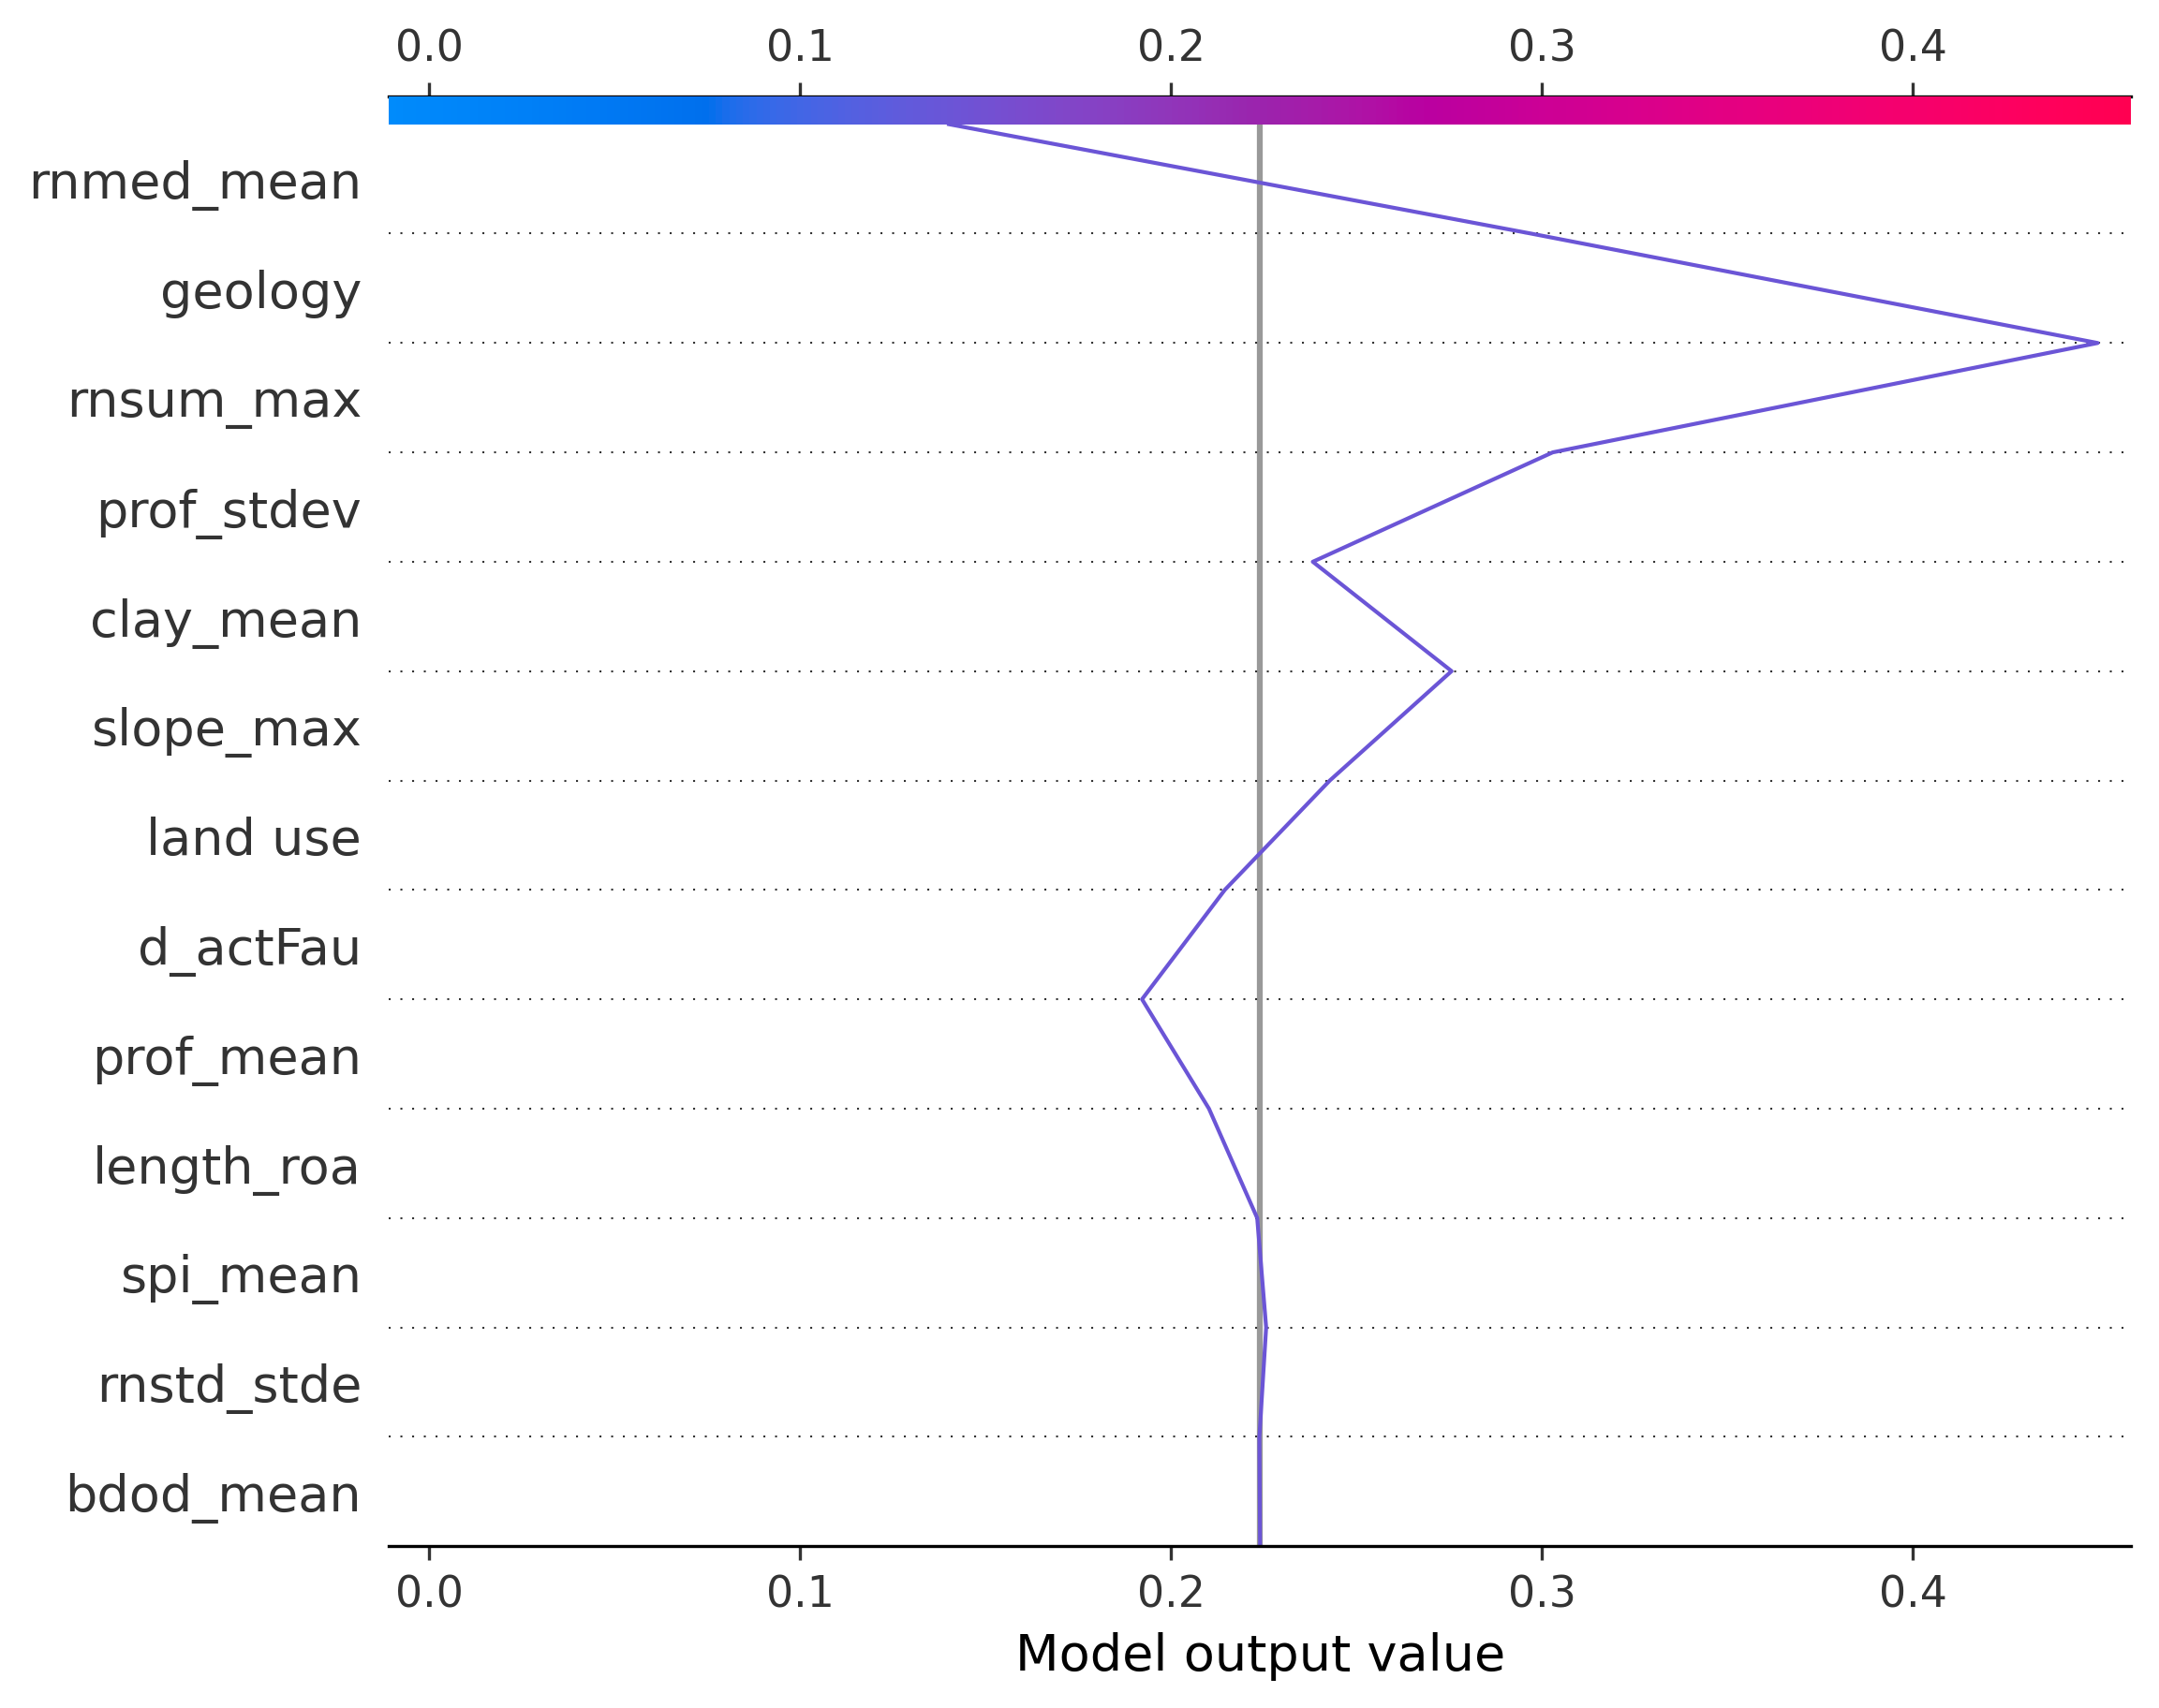 0.0 0.1 0.2 0.3 0.4
rnmed_mean
geology
rnsum_max
prof_stdev
clay_mean
slope_max
land use
d_actFau
prof_mean
length_roa
spi_mean
rnstd_stde
bdod_mean
0.0 0.1 0.2 0.3 0.4
Model output value